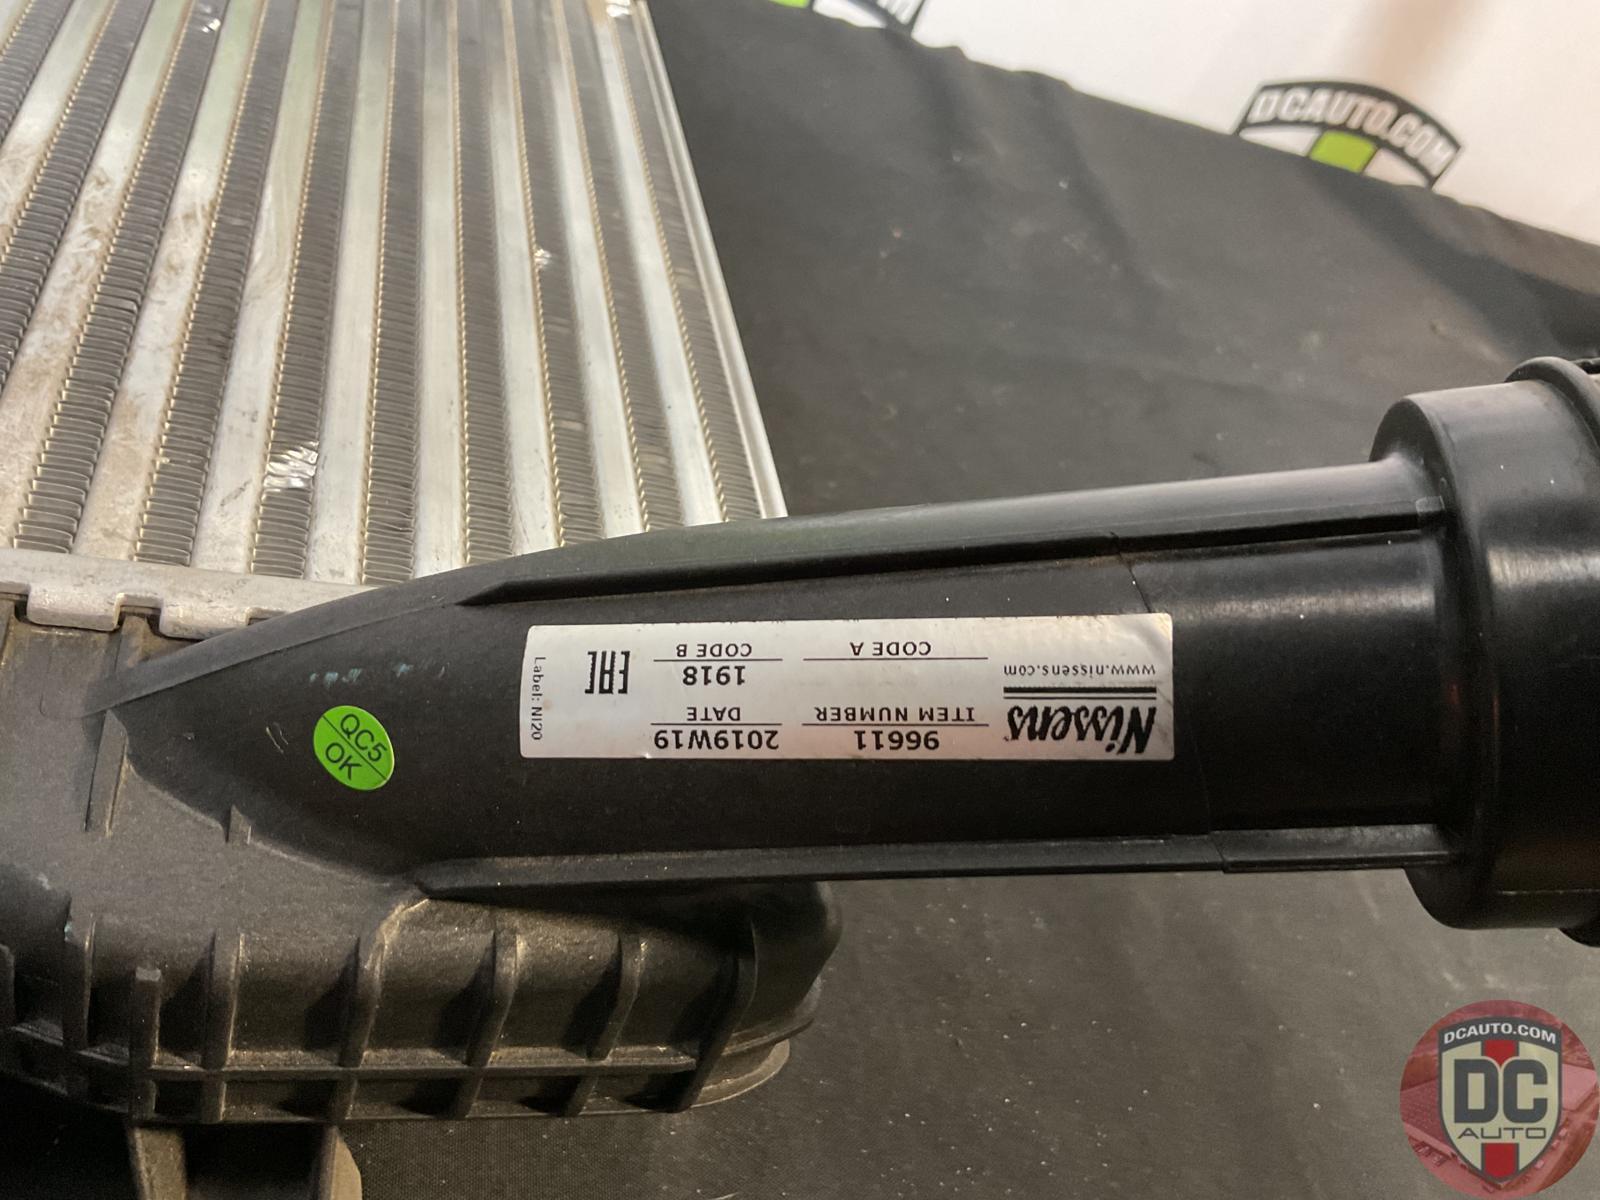 DCAUTO.COM
Nissens
www.nissens.com
96611
ITEM NUMBER
2019W19
DATE
CODE A
1918
CODE B
EAC
Label: NI20
QC5
OK
DCAUTO.COM
DC
AUTO